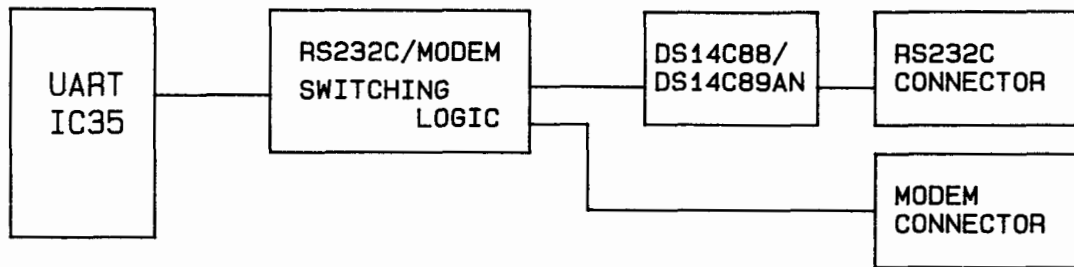 UART
IC35
RS232C/MODEM
SWITCHING
LOGIC
DS14C88/
DS14C89AN
RS232C
CONNECTOR
MODEM
CONNECTOR